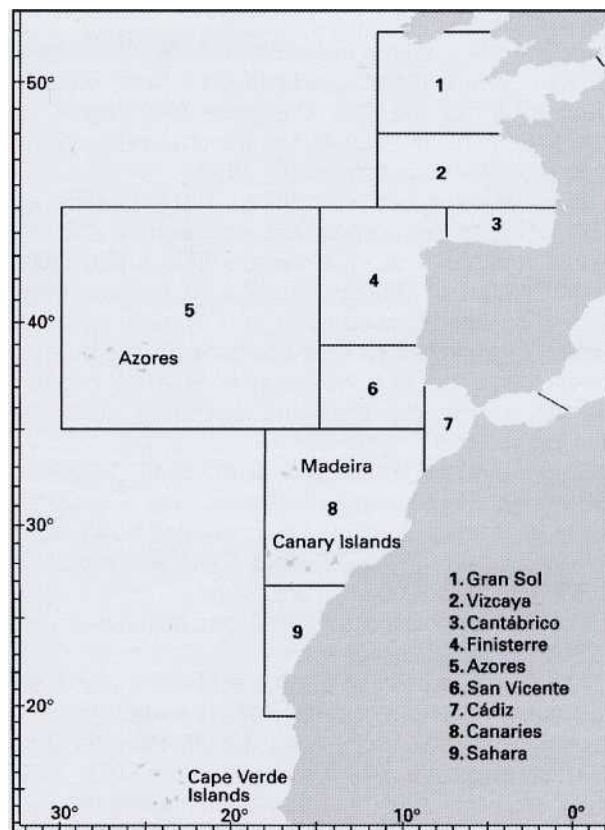 50°
1
2
3
4
5
40°
Azores
6
7
Madeira
8
30°
Canary Islands
9
1. Gran Sol
2. Vizcaya
3. Cantábrico
4. Finisterre
5. Azores
6. San Vicente
7. Cádiz
8. Canaries
9. Sahara
20°
Cape Verde
Islands
30° 20° 10° 0°